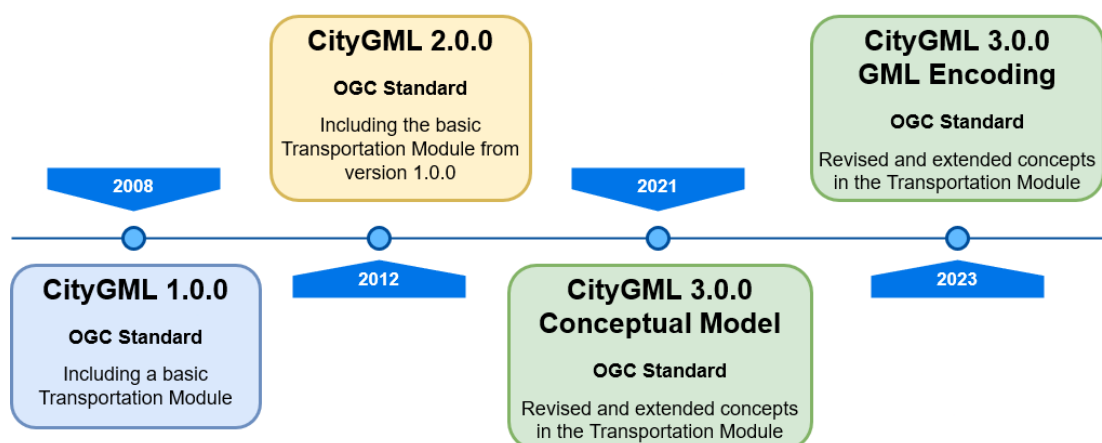 CityGML 2.0.0
OGC Standard
Including the basic
Transportation Module from
version 1.0.0
CityGML 3.0.0
GML Encoding
OGC Standard
Revised and extended concepts
in the Transportation Module
2008
2021
2012
2023
CityGML 1.0.0
OGC Standard
Including a basic
Transportation Module
CityGML 3.0.0
Conceptual Model
OGC Standard
Revised and extended concepts
in the Transportation Module